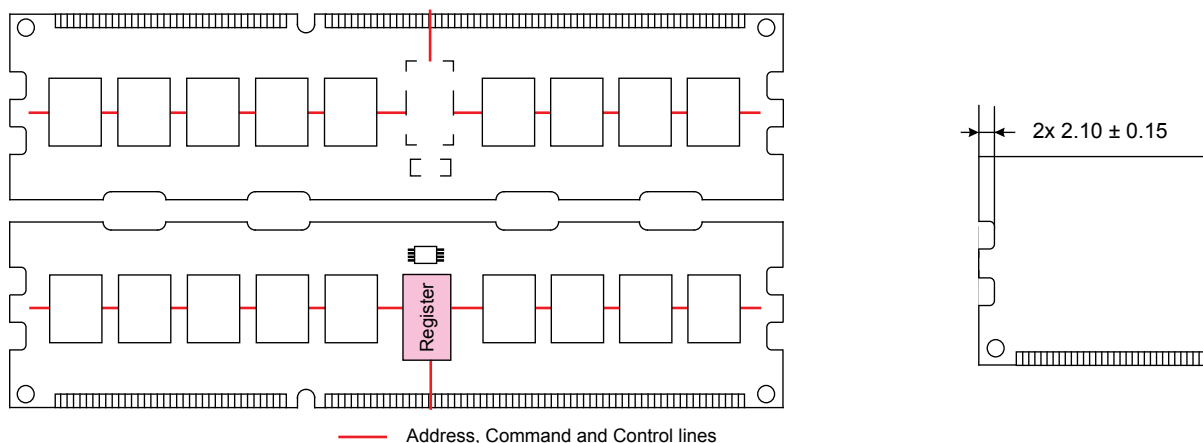 2x 2.10 ± 0.15
Register
Address, Command and Control lines